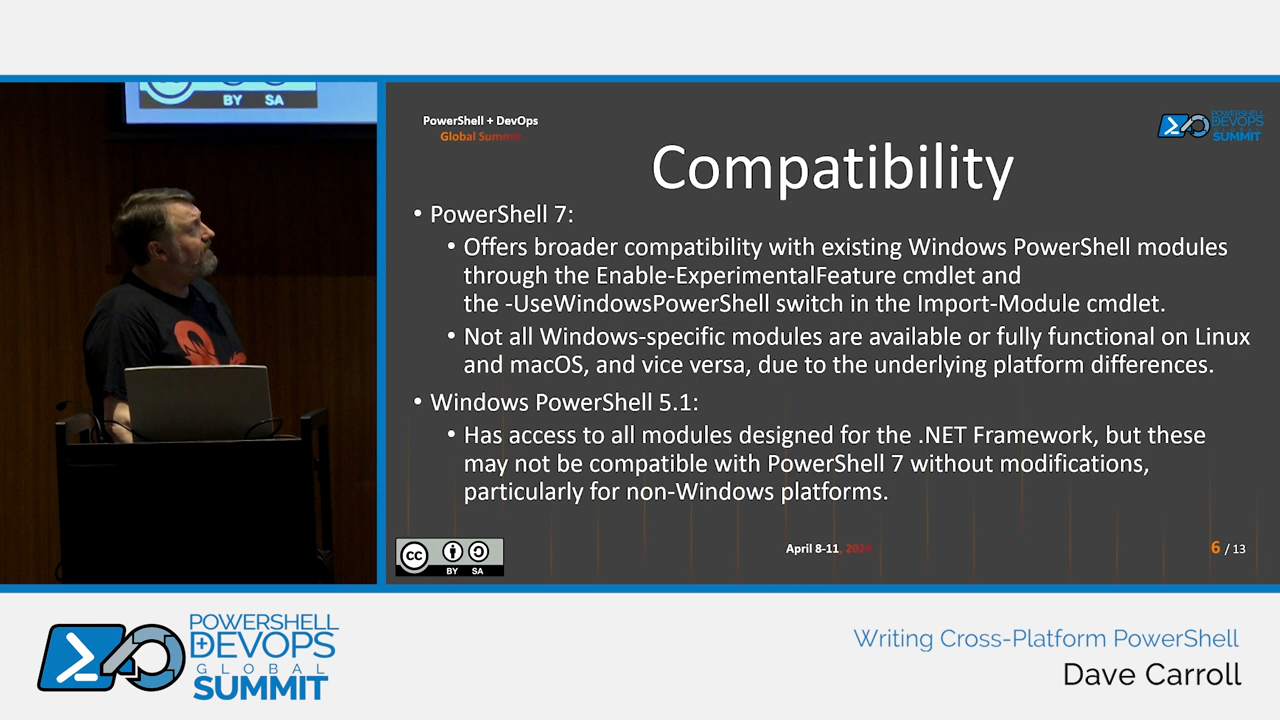 BY SA
PowerShell + DevOps
Global Summit
POWERSHELL
DEVOPS
GLOBAL
SUMMIT
Compatibility
• PowerShell 7:
• Offers broader compatibility with existing Windows PowerShell modules
through the Enable-ExperimentalFeature cmdlet and
the -UseWindowsPowerShell switch in the Import-Module cmdlet.
• Not all Windows-specific modules are available or fully functional on Linux
and macOS, and vice versa, due to the underlying platform differences.
• Windows PowerShell 5.1:
• Has access to all modules designed for the .NET Framework, but these
may not be compatible with PowerShell 7 without modifications,
particularly for non-Windows platforms.
cc
BY SA
April 8-11, 2024
6 / 13
POWERSHELL
+DEVOPS
GLOBAL
SUMMIT
Writing Cross-Platform PowerShell
Dave Carroll